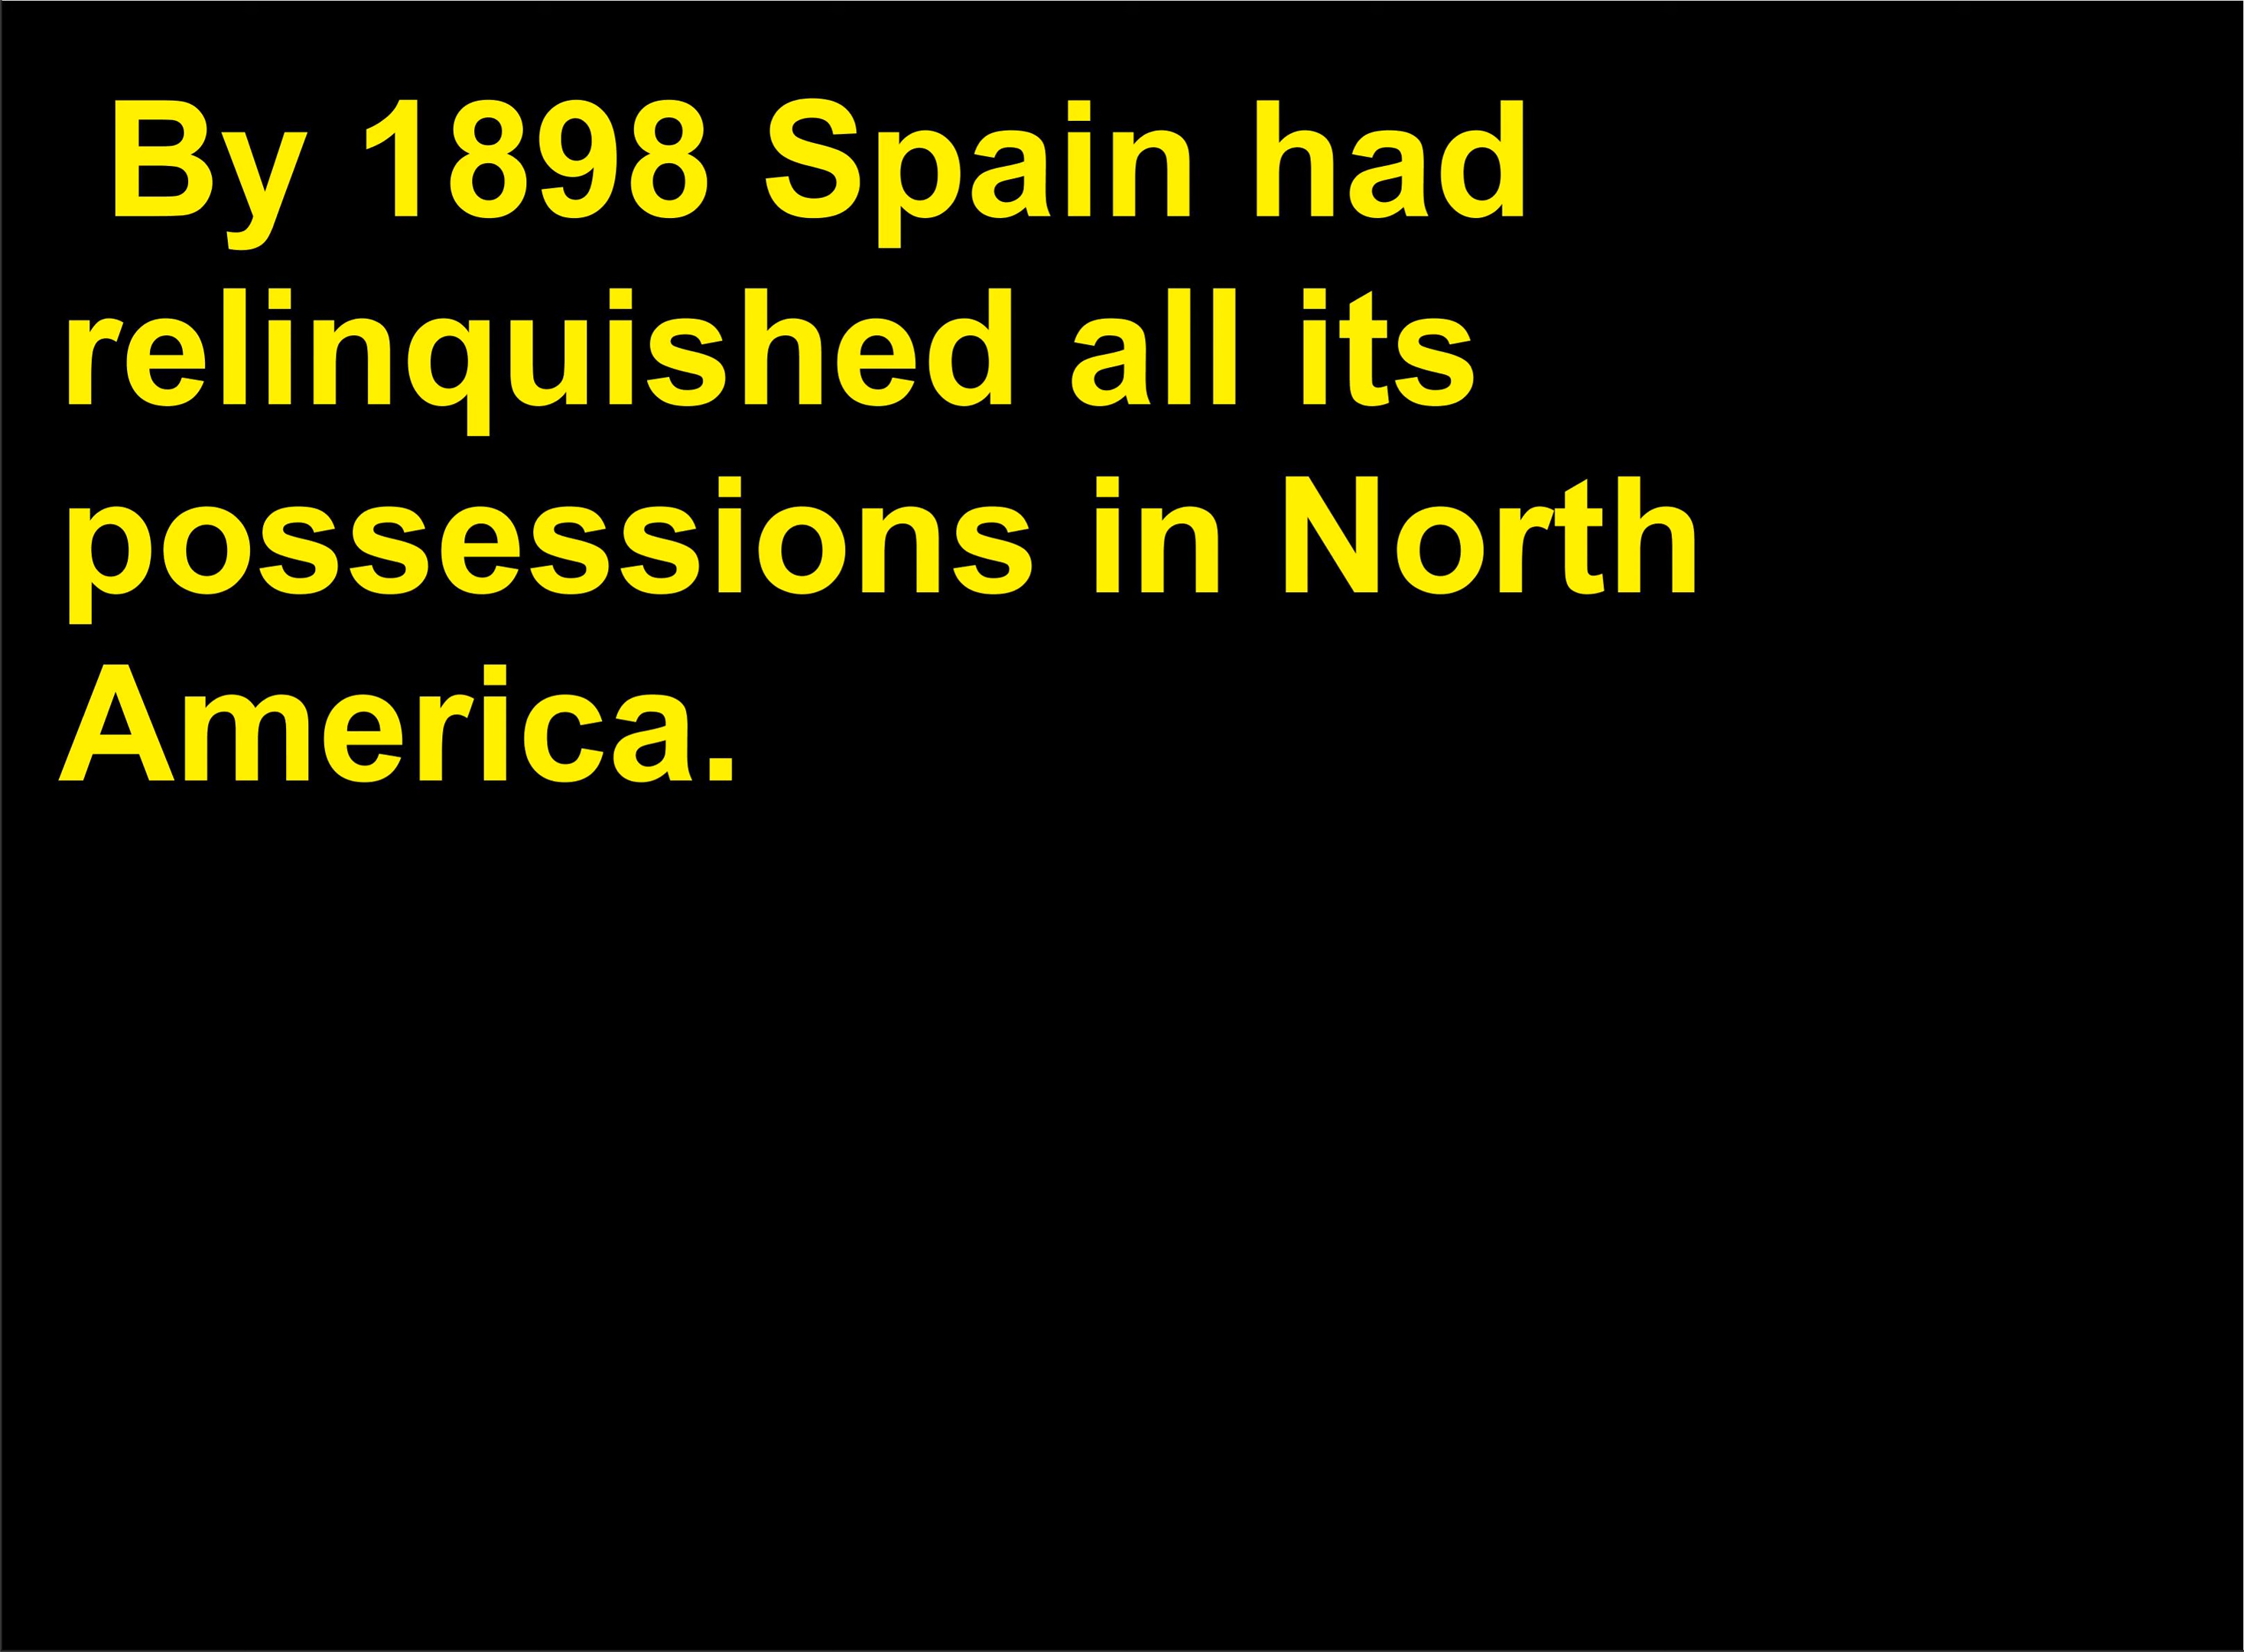 By 1898 Spain had
relinquished all its
possessions in North
America.